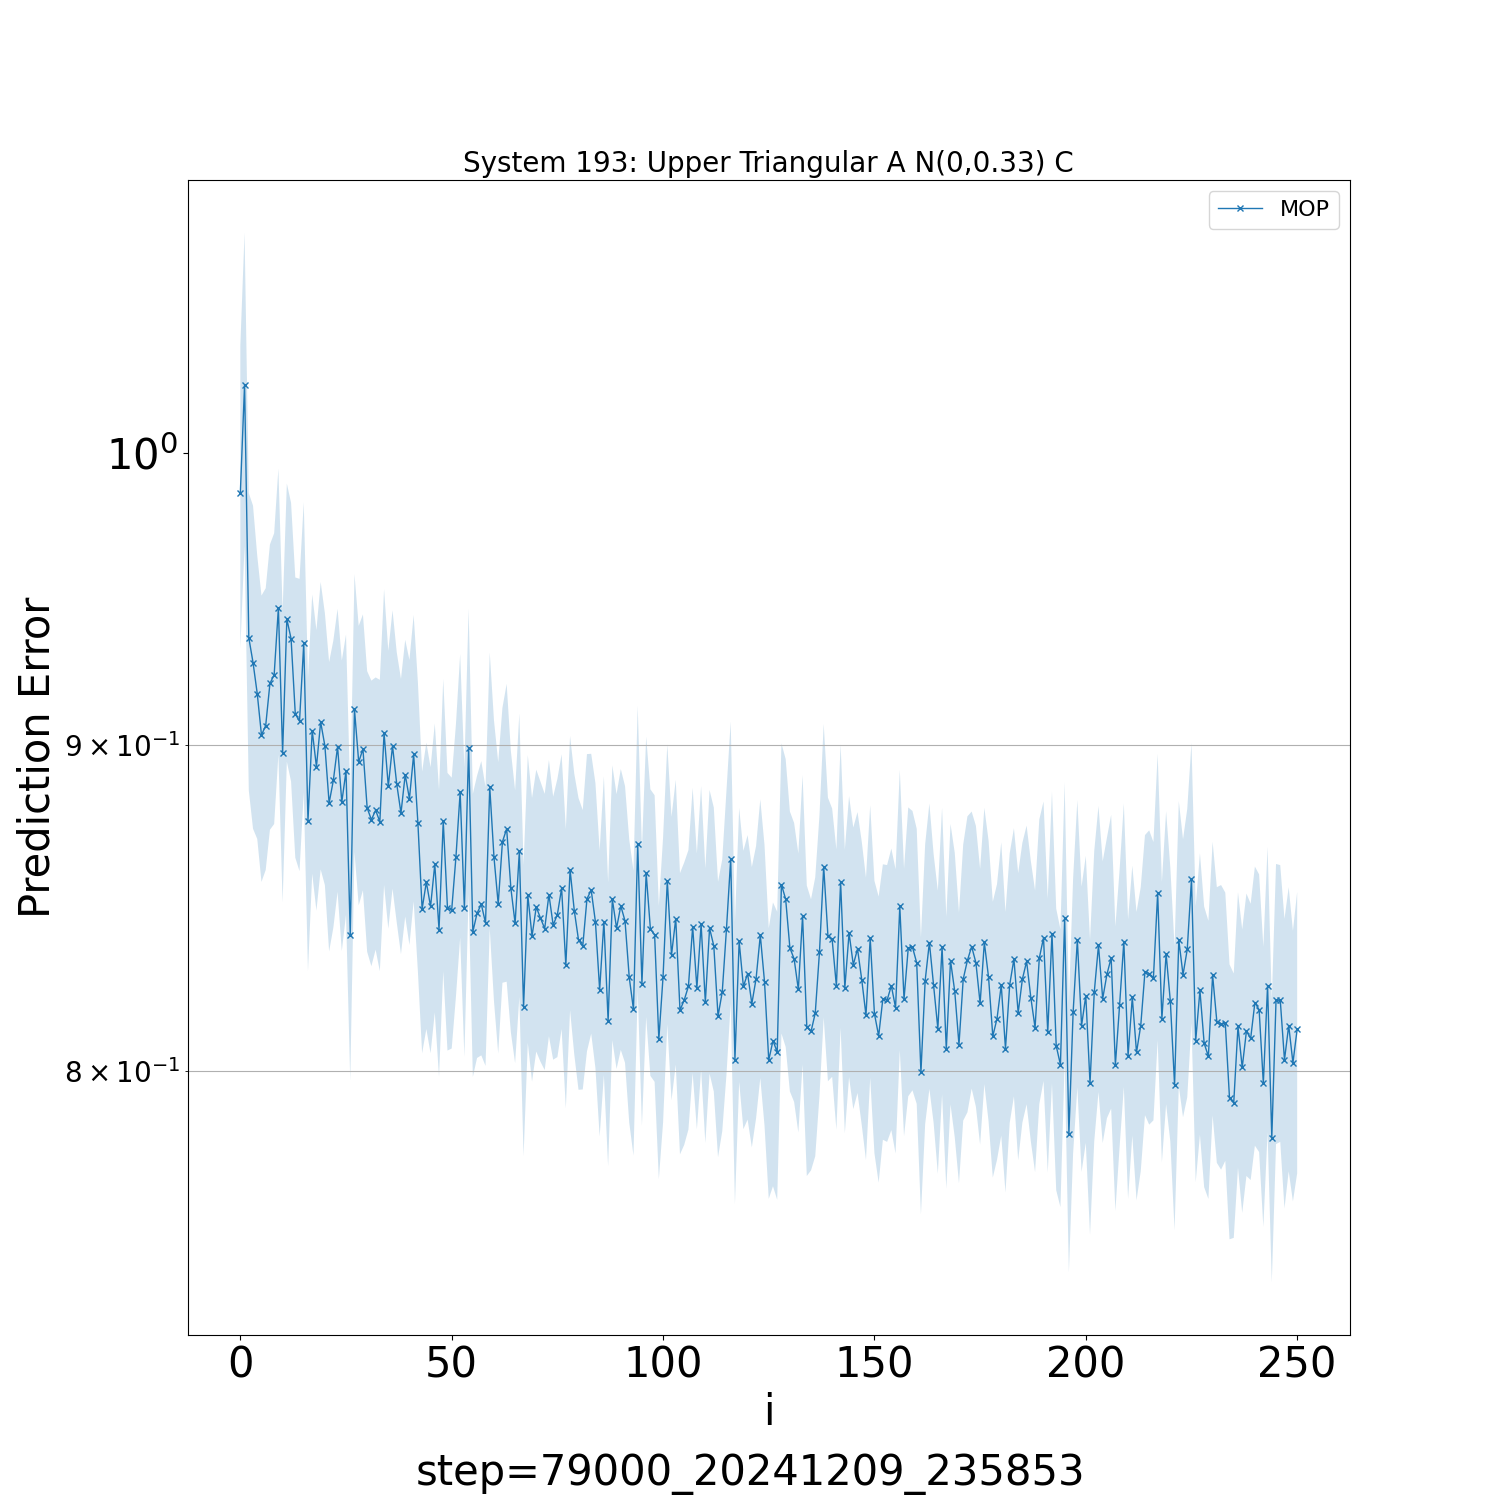 System 193: Upper Triangular A N(0,0.33) C
MOP
Prediction Error
10⁰
9 × 10⁻¹
8 × 10⁻¹
0 50 100 150 200 250
i
step=79000_20241209_235853